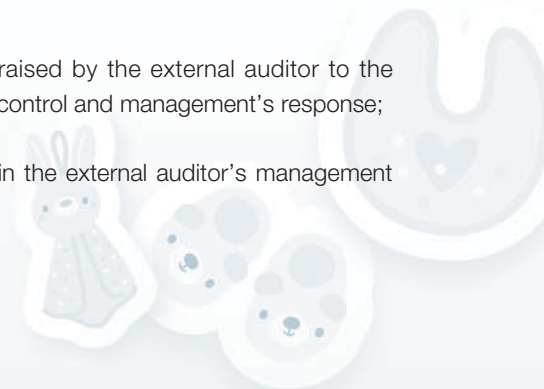 raised by the external auditor to the
control and management’s response;
in the external auditor’s management